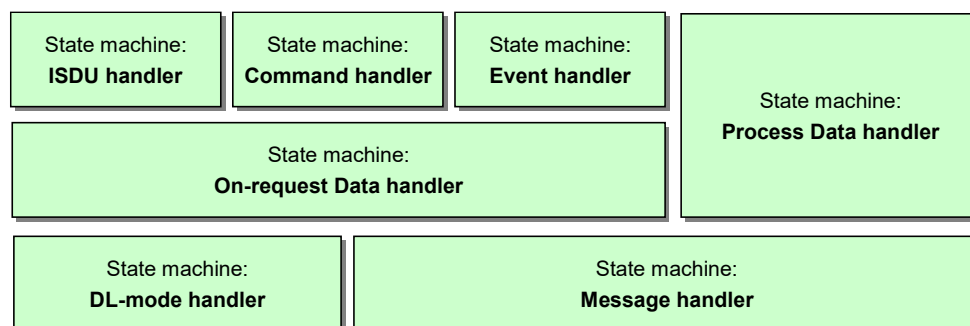 State machine:
ISDU handler
State machine:
Command handler
State machine:
Event handler
State machine:
Process Data handler
State machine:
On-request Data handler
State machine:
DL-mode handler
State machine:
Message handler